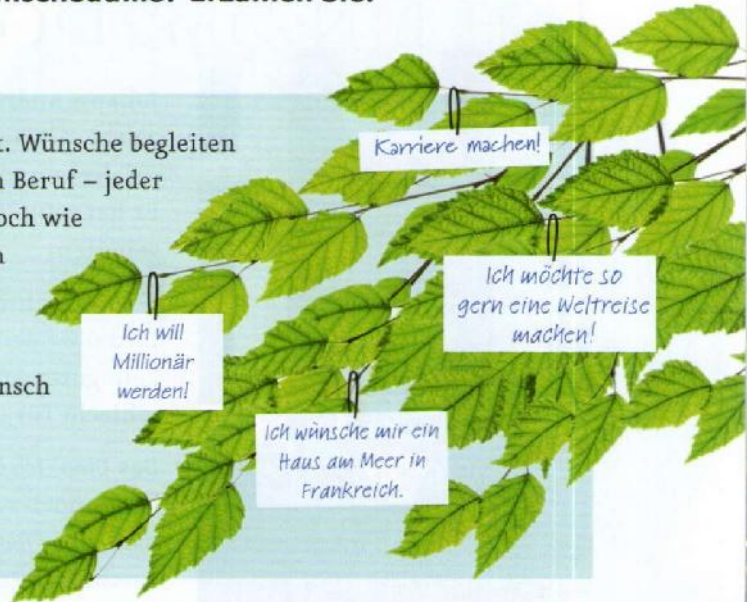 Erzählen Sie.
t. Wünsche begleiten
Beruf – jeder
och wie
nsch
Karriere machen!
Ich möchte so
gern eine Weltreise
machen!
Ich will
Millionär
werden!
Ich wünsche mir ein
Haus am Meer in
Frankreich.